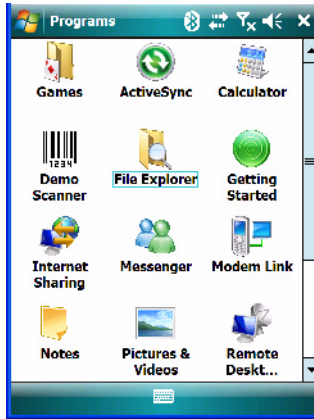 Programs
Games ActiveSync Calculator
1234
Demo File Explorer Getting
Scanner Started
Internet Messenger Modem Link
Sharing
Notes Pictures & Remote
Videos Deskt...